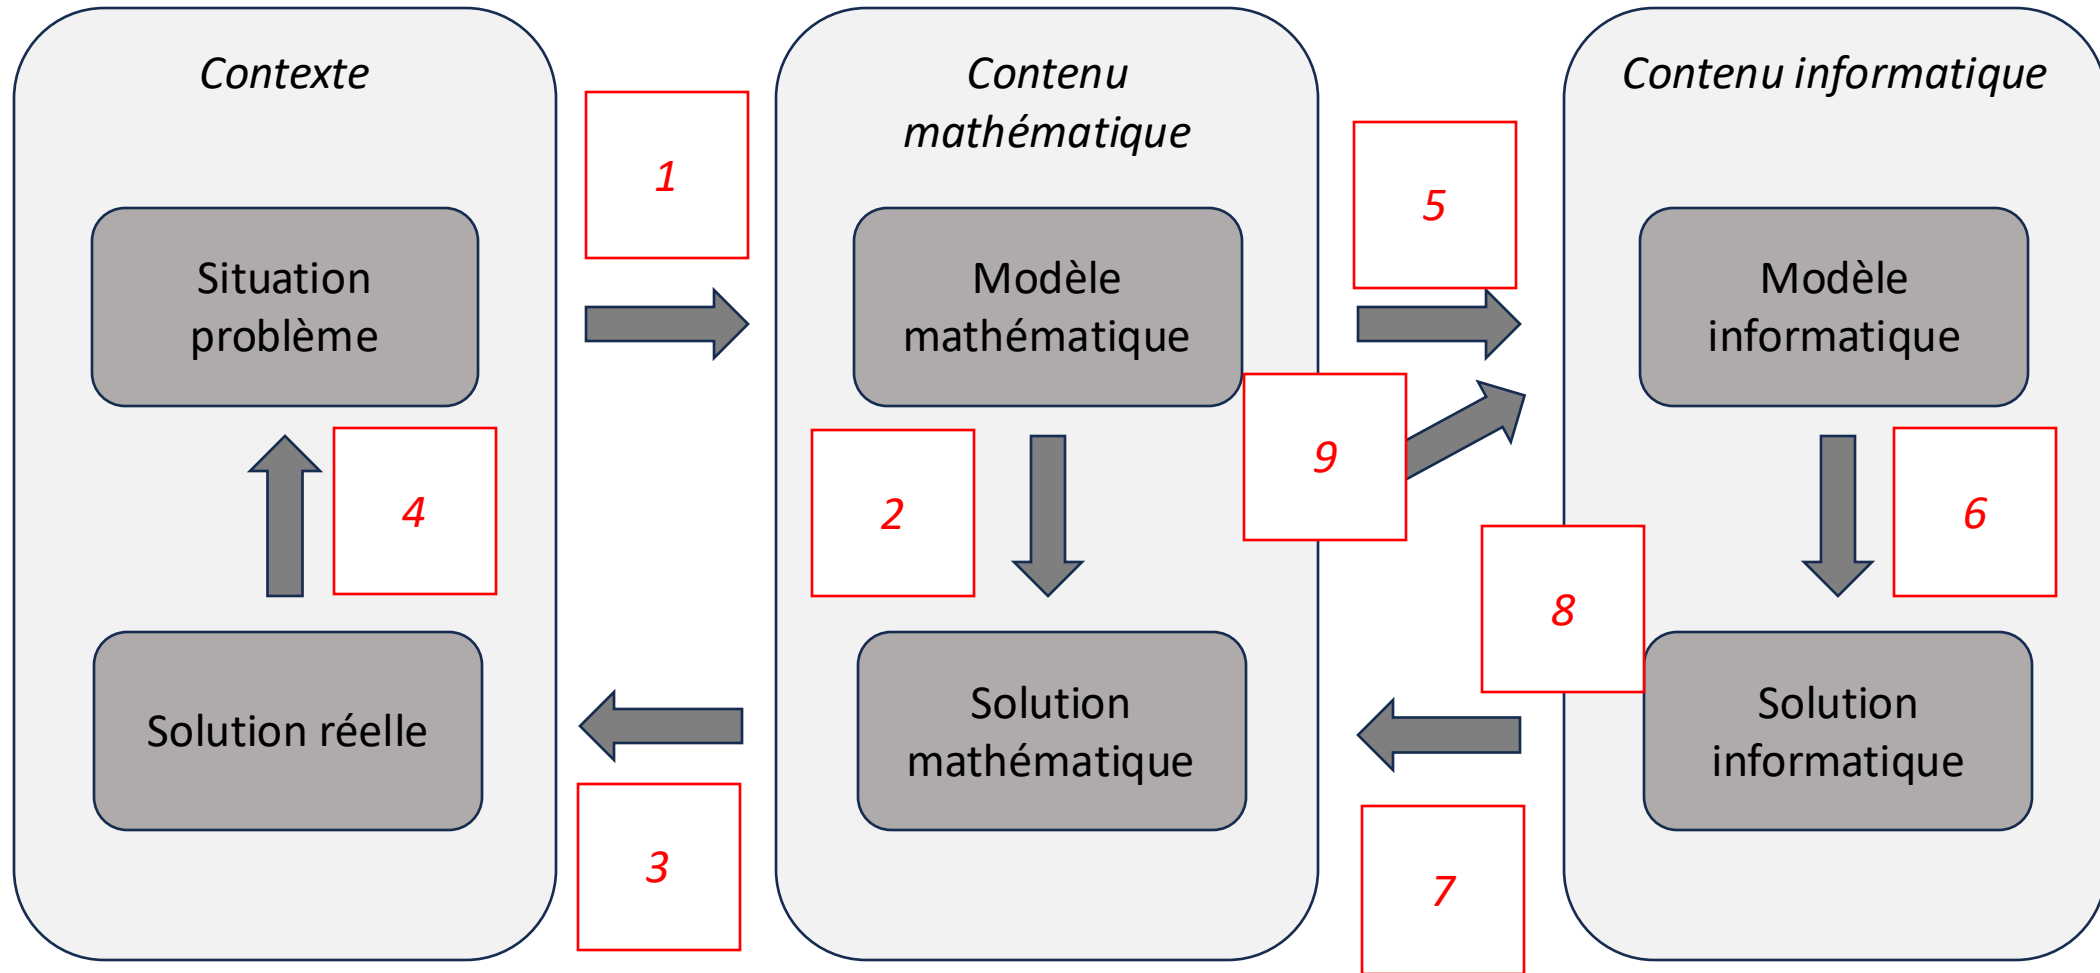 Contexte
Situation
problème
4
Solution réelle
1
3
Contenu
mathématique
Modèle
mathématique
2
9
Solution
mathématique
5
8
7
Contenu informatique
Modèle
informatique
6
Solution
informatique